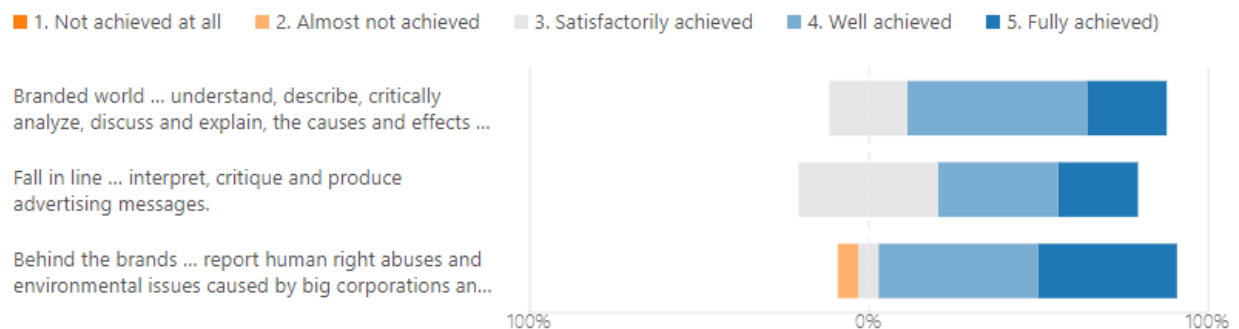 1. Not achieved at all 2. Almost not achieved 3. Satisfactorily achieved 4. Well achieved 5. Fully achieved)
Branded world ... understand, describe, critically
analyze, discuss and explain, the causes and effects ...
Fall in line ... interpret, critique and produce
advertising messages.
Behind the brands ... report human right abuses and
environmental issues caused by big corporations an...
100% 0% 100%